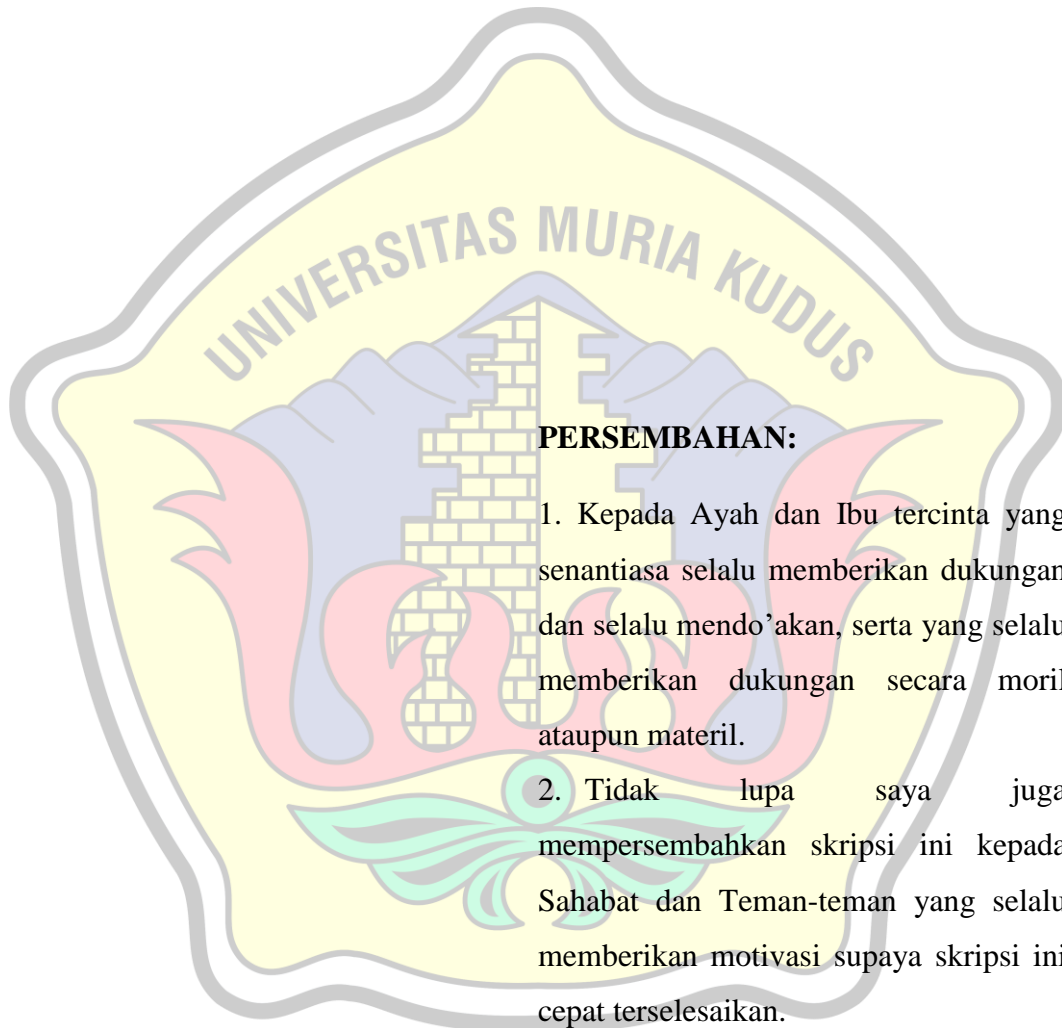 UNIVERSITAS MURIA KUDUS
PERSEMBAHAN:
1. Kepada Ayah dan Ibu tercinta yang
senantiasa selalu memberikan dukungan
dan selalu mendo’akan, serta yang selalu
memberikan dukungan secara moril
ataupun materil.
2. Tidak lupa saya juga
mempersembahkan skripsi ini kepada
Sahabat dan Teman-teman yang selalu
memberikan motivasi supaya skripsi ini
cepat terselesaikan.